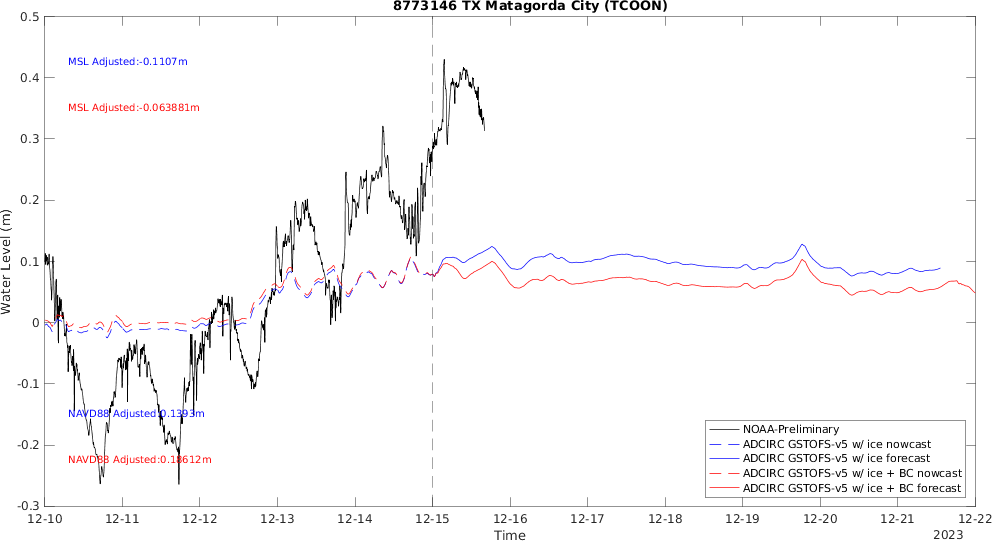 8773146 TX Matagorda City (TCOON)
0.5
0.4
0.3
0.2
0.1
0
-0.1
-0.2
-0.3
Water Level (m)
MSL Adjusted:-0.1107m
MSL Adjusted:-0.063881m
NAVD88 Adjusted:0.1393m
NAVD88 Adjusted:0.18612m
NOAA-Preliminary
ADCIRC GSTOFS-v5 w/ ice nowcast
ADCIRC GSTOFS-v5 w/ ice forecast
ADCIRC GSTOFS-v5 w/ ice + BC nowcast
ADCIRC GSTOFS-v5 w/ ice + BC forecast
12-10 12-11 12-12 12-13 12-14 12-15 12-16 12-17 12-18 12-19 12-20 12-21 12-22
Time
2023